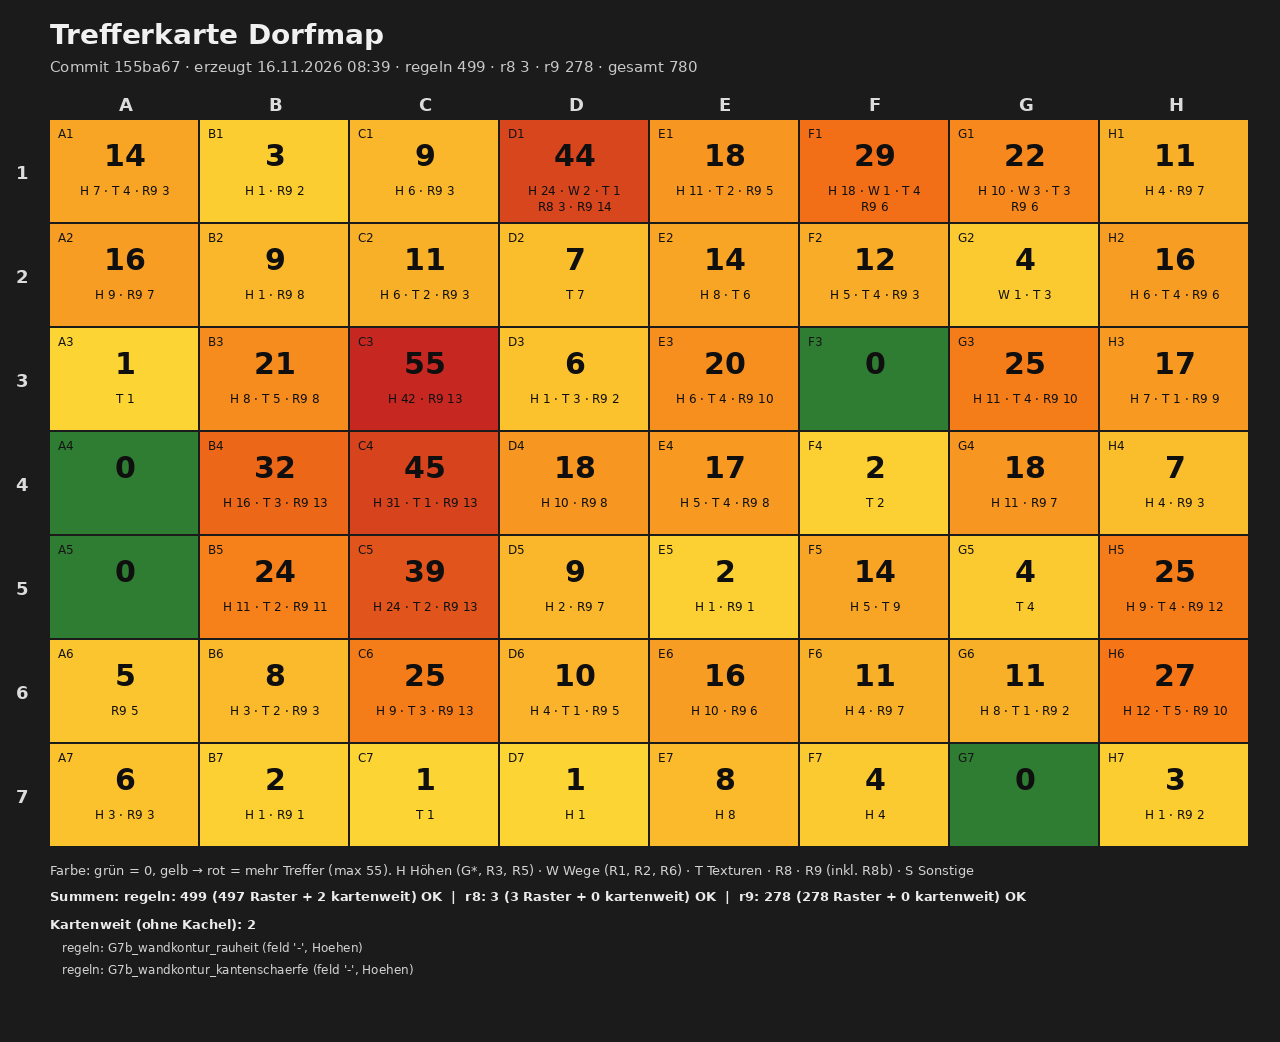 Trefferkarte Dorfmap
Commit 155ba67 · erzeugt 16.11.2026 08:39 · regeln 499 · r8 3 · r9 278 · gesamt 780
A B C D E F G H
1
A1 B1 C1 D1 E1 F1 G1 H1
14 3 9 44 18 29 22 11
H 7 · T 4 · R9 3 H 1 · R9 2 H 6 · R9 3 H 24 · W 2 · T 1 H 11 · T 2 · R9 5 H 18 · W 1 · T 4 H 10 · W 3 · T 3 H 4 · R9 7
R8 3 · R9 14 R9 6 R9 6
2
A2 B2 C2 D2 E2 F2 G2 H2
16 9 11 7 14 12 4 16
H 9 · R9 7 H 1 · R9 8 H 6 · T 2 · R9 3 T 7 H 8 · T 6 H 5 · T 4 · R9 3 W 1 · T 3 H 6 · T 4 · R9 6
3
A3 B3 C3 D3 E3 F3 G3 H3
1 21 55 6 20 0 25 17
T 1 H 8 · T 5 · R9 8 H 42 · R9 13 H 1 · T 3 · R9 2 H 6 · T 4 · R9 10 H 11 · T 4 · R9 10 H 7 · T 1 · R9 9
4
A4 B4 C4 D4 E4 F4 G4 H4
0 32 45 18 17 2 18 7
H 16 · T 3 · R9 13 H 31 · T 1 · R9 13 H 10 · R9 8 H 5 · T 4 · R9 8 T 2 H 11 · R9 7 H 4 · R9 3
5
A5 B5 C5 D5 E5 F5 G5 H5
0 24 39 9 2 14 4 25
H 11 · T 2 · R9 11 H 24 · T 2 · R9 13 H 2 · R9 7 H 1 · R9 1 H 5 · T 9 T 4 H 9 · T 4 · R9 12
6
A6 B6 C6 D6 E6 F6 G6 H6
5 8 25 10 16 11 11 27
R9 5 H 3 · T 2 · R9 3 H 9 · T 3 · R9 13 H 4 · T 1 · R9 5 H 10 · R9 6 H 4 · R9 7 H 8 · T 1 · R9 2 H 12 · T 5 · R9 10
7
A7 B7 C7 D7 E7 F7 G7 H7
6 2 1 1 8 4 0 3
H 3 · R9 3 H 1 · R9 1 T 1 H 1 H 8 H 4 H 1 · R9 2
Farbe: grün = 0, gelb → rot = mehr Treffer (max 55). H Höhen (G*, R3, R5) · W Wege (R1, R2, R6) · T Texturen · R8 · R9 (inkl. R8b) · S Sonstige
Summen: regeln: 499 (497 Raster + 2 kartenweit) OK | r8: 3 (3 Raster + 0 kartenweit) OK | r9: 278 (278 Raster + 0 kartenweit) OK
Kartenweit (ohne Kachel): 2
regeln: G7b_wandkontur_rauheit (feld '-', Hoehen)
regeln: G7b_wandkontur_kantenschaerfe (feld '-', Hoehen)